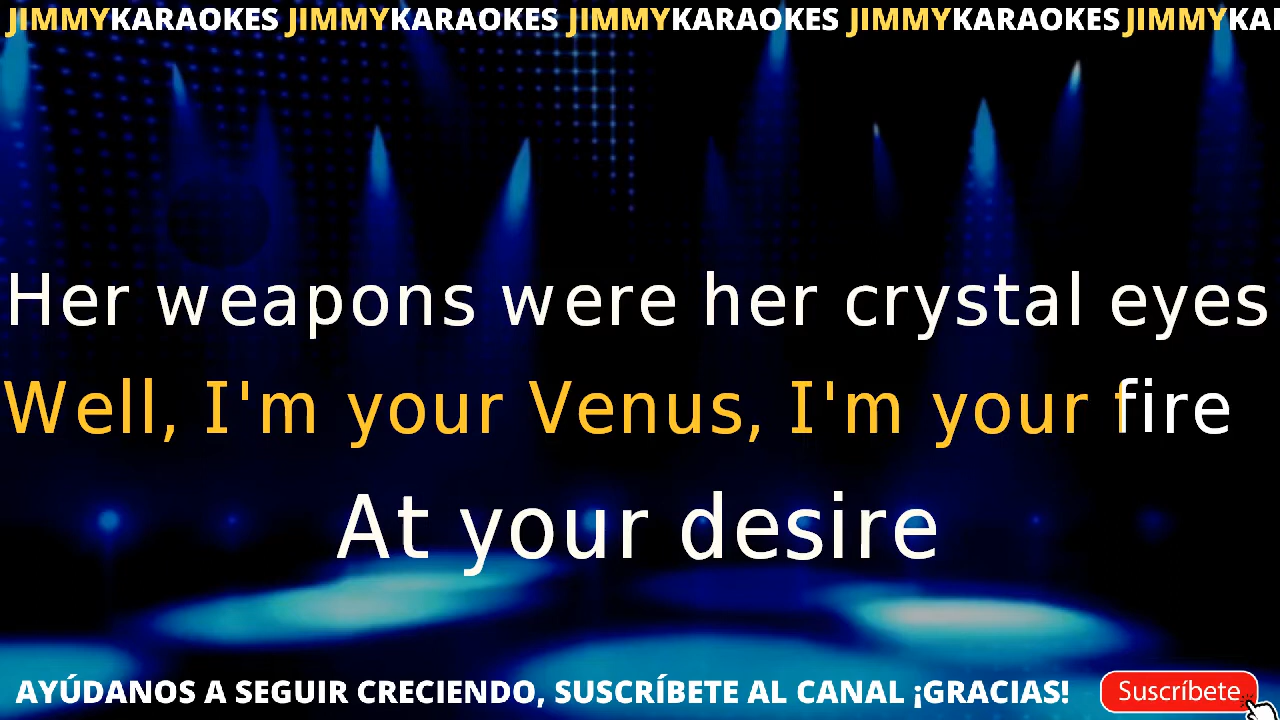 JIMMYKARAOKES JIMMYKARAOKES JIMMYKARAOKES JIMMYKARAOKES JIMMYKAI
Her weapons were her crystal eyes
Well, I'm your Venus, I'm your fire
At your desire
AYÚDANOS A SEGUIR CRECIENDO, SUSCRÍBETE AL CANAL ¡GRACIAS!
Suscríbete